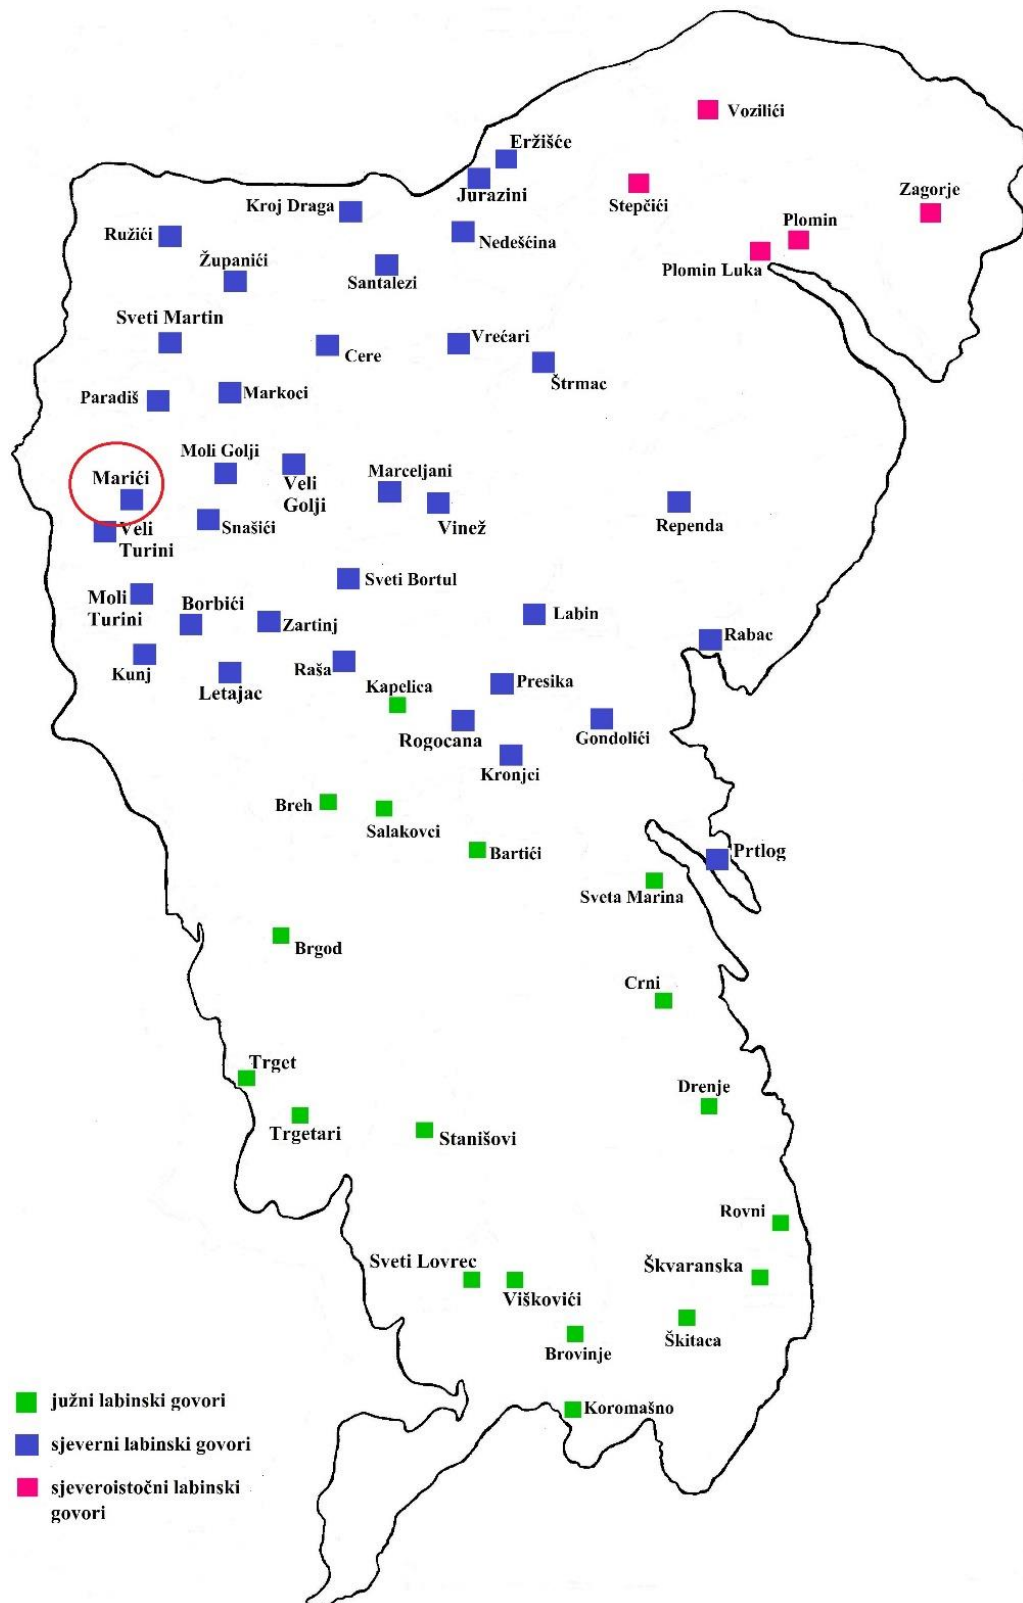 Vozilići
Eržišće
Jurazini
Stepčići
Zagorje
Kroj Draga
Plomin
Ružići
Nedešćina
Županići
Santalezi
Plomin Luka
Sveti Martin
Vrećari
Cere
Štrmac
Paradiš
Markoci
Moli Golji
Marići
Veli
Golji
Marceljani
Vinež
Rependa
Snašići
Veli
Turini
Sveti Bortul
Moli
Turini
Borbići
Labin
Zartinj
Rabac
Kunj
Raša
Letajac
Kapelica
Presika
Rogocana
Gondolići
Kronjci
Breh
Salakovci
Bartići
Prtlog
Sveta Marina
Brgod
Crni
Trget
Drenje
Trgetari
Stanišovi
Rovni
Sveti Lovrec
Škvaranska
Viškovići
Škitaca
Brovinje
Koromašno
južni labinski govori
sjeverni labinski govori
sjeveroistočni labinski
govori